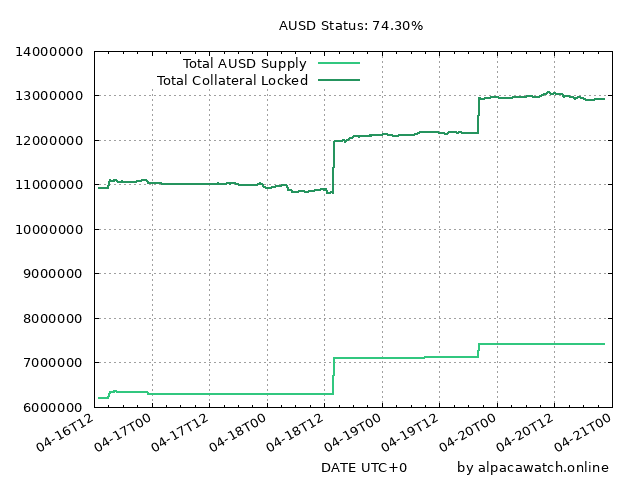 AUSD Status: 74.30%
14000000
Total AUSD Supply
Total Collateral Locked
13000000
12000000
11000000
10000000
9000000
8000000
7000000
6000000
04-16T12
04-17T00
04-17T12
04-18T00
04-18T12
04-19T00
04-19T12
04-20T00
04-20T12
04-21T00
DATE UTC+0
by alpacawatch.online